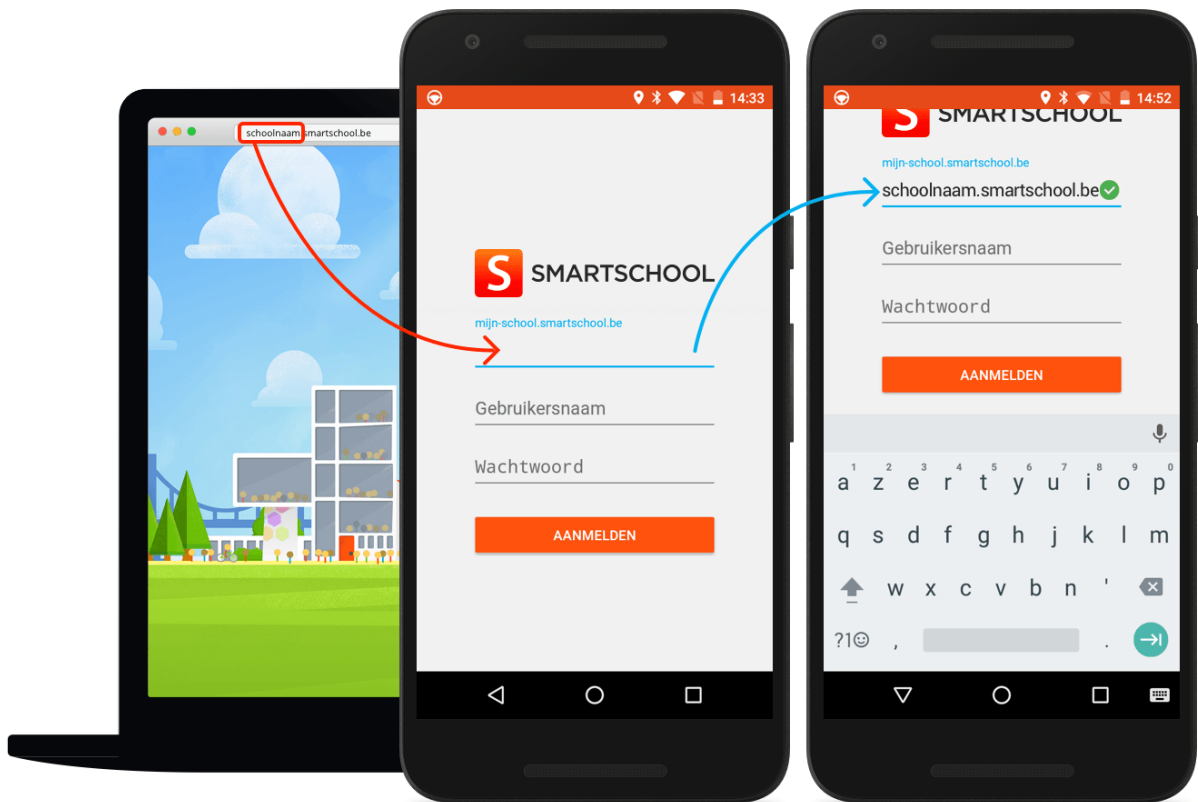 schoolnaam.smartschool.be
14:33
S SMARTSCHOOL
mijn-school.smartschool.be
Gebruikersnaam
Wachtwoord
AANMELDEN
14:52
S SMARTSCHOOL
mijn-school.smartschool.be
schoolnaam.smartschool.be
Gebruikersnaam
Wachtwoord
AANMELDEN
1 2 3 4 5 6 7 8 9 0
a z e r t y u i o p
q s d f g h j k l m
w x c v b n '
?1☺ , .